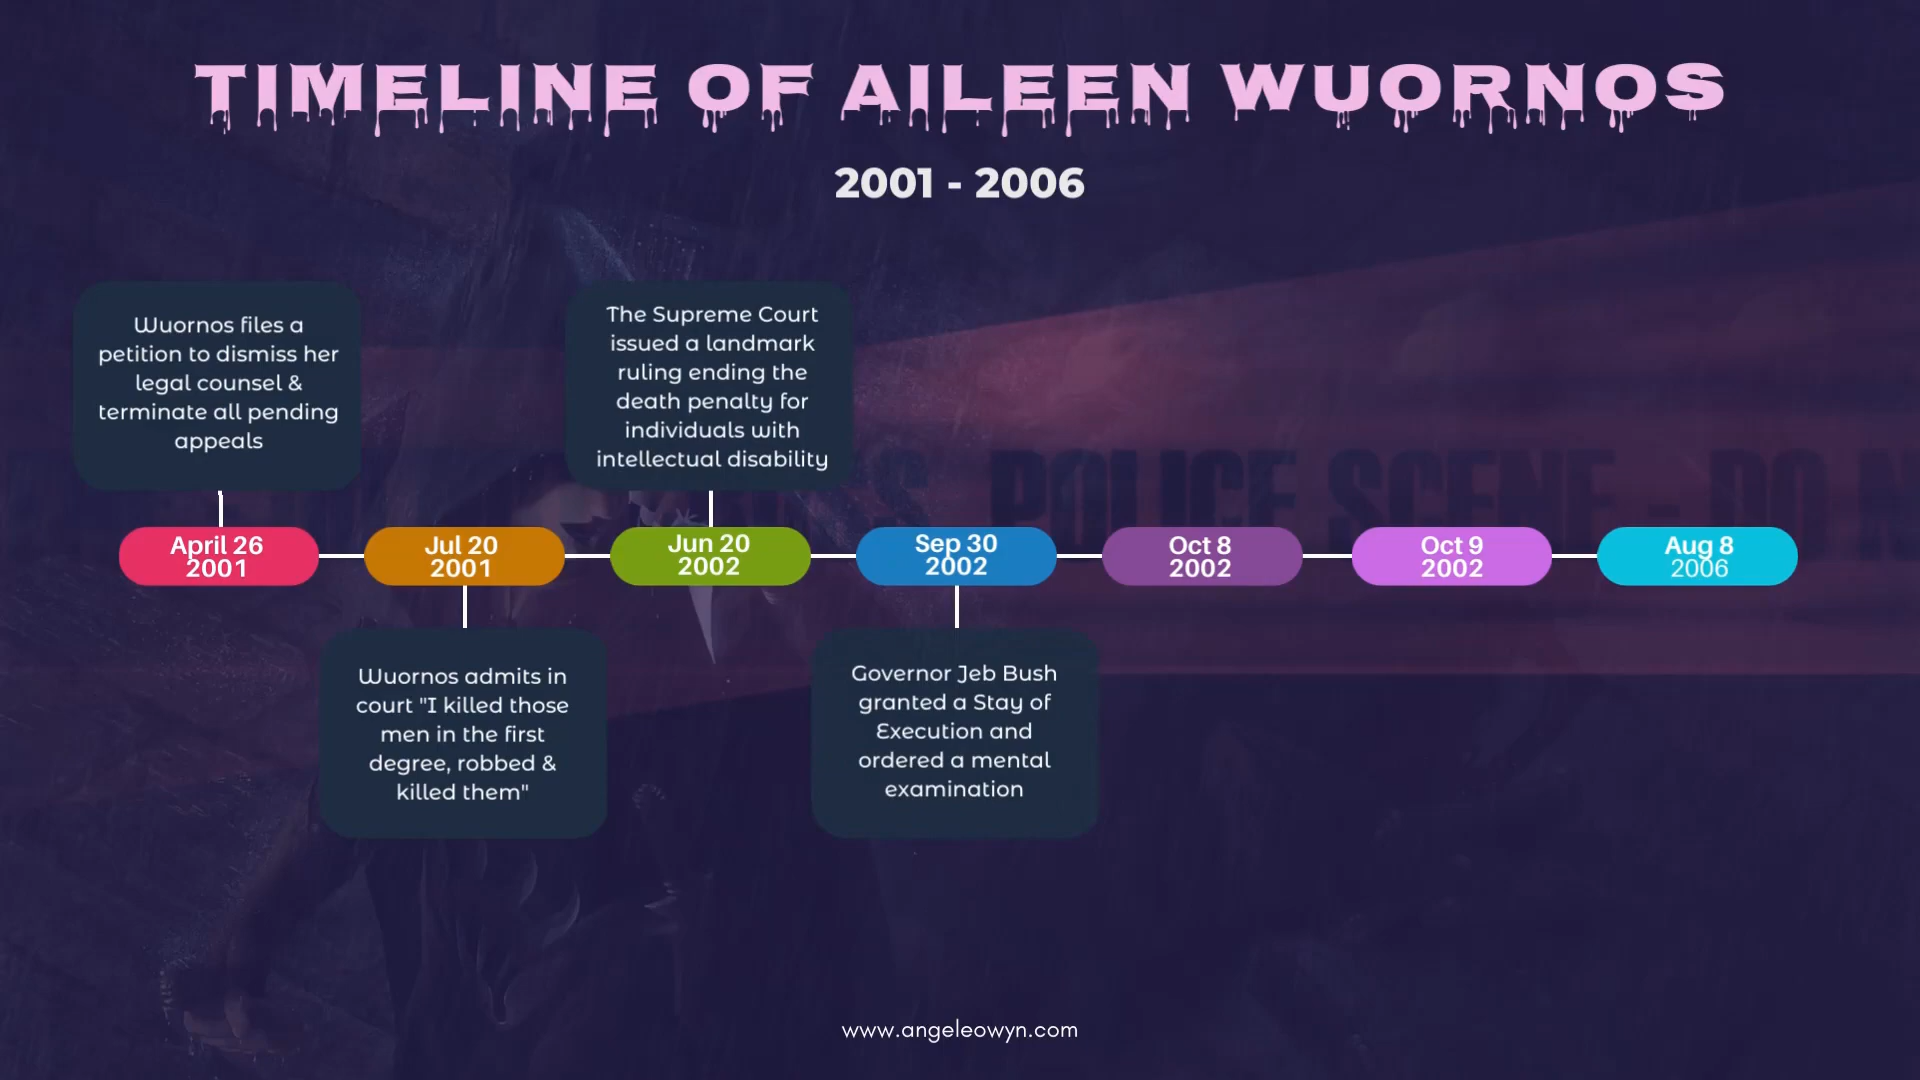 TIMELINE OF AILEEN WUORNOS
2001 - 2006
Wuornos files a
petition to dismiss her
legal counsel &
terminate all pending
appeals
The Supreme Court
issued a landmark
ruling ending the
death penalty for
individuals with
intellectual disability
POLICE SCENE - DO N
April 26
2001
Jul 20
2001
Jun 20
2002
Sep 30
2002
Oct 8
2002
Oct 9
2002
Aug 8
2006
Wuornos admits in
court "I killed those
men in the first
degree, robbed &
killed them"
Governor Jeb Bush
granted a Stay of
Execution and
ordered a mental
examination
www.angeleowyn.com